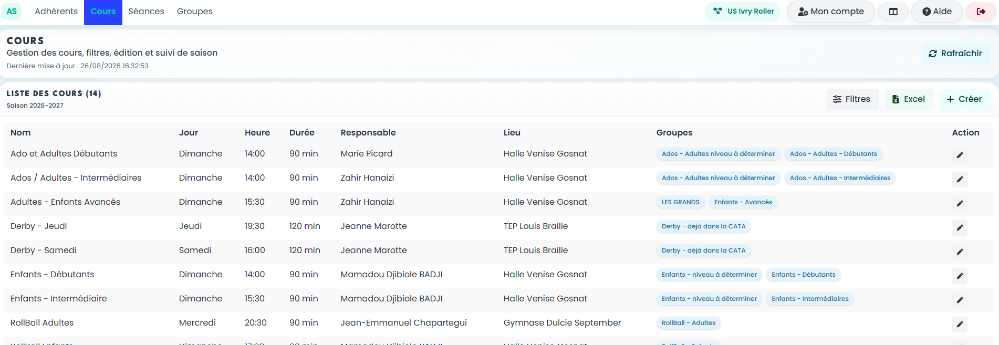 AS Adhérents Cours Séances Groupes US Ivry Roller Mon compte Aide
COURS
Gestion des cours, filtres, édition et suivi de saison
Dernière mise à jour : 26/08/2026 16:32:53
Rafraîchir
LISTE DES COURS (14)
Saison 2026-2027
Filtres Excel Créer
Nom Jour Heure Durée Responsable Lieu Groupes Action
Ado et Adultes Débutants Dimanche 14:00 90 min Marie Picard Halle Venise Gosnat Ados - Adultes niveau à déterminer Ados - Adultes - Débutants
Ados / Adultes - Intermédiaires Dimanche 14:00 90 min Zahir Hanaizi Halle Venise Gosnat Ados - Adultes niveau à déterminer Ados - Adultes - Intermédiaires
Adultes - Enfants Avancés Dimanche 15:30 90 min Zahir Hanaizi Halle Venise Gosnat LES GRANDS Enfants - Avancés
Derby - Jeudi Jeudi 19:30 120 min Jeanne Marotte TEP Louis Braille Derby - déjà dans la CATA
Derby - Samedi Samedi 16:00 120 min Jeanne Marotte TEP Louis Braille Derby - déjà dans la CATA
Enfants - Débutants Dimanche 14:00 90 min Mamadou Djibiole BADJI Halle Venise Gosnat Enfants - niveau à déterminer Enfants - Débutants
Enfants - Intermédiaire Dimanche 15:30 90 min Mamadou Djibiole BADJI Halle Venise Gosnat Enfants - niveau à déterminer Enfants - Intermédiaires
RollBall Adultes Mercredi 20:30 90 min Jean-Emmanuel Chapartegui Gymnase Dulcie September RollBall - Adultes